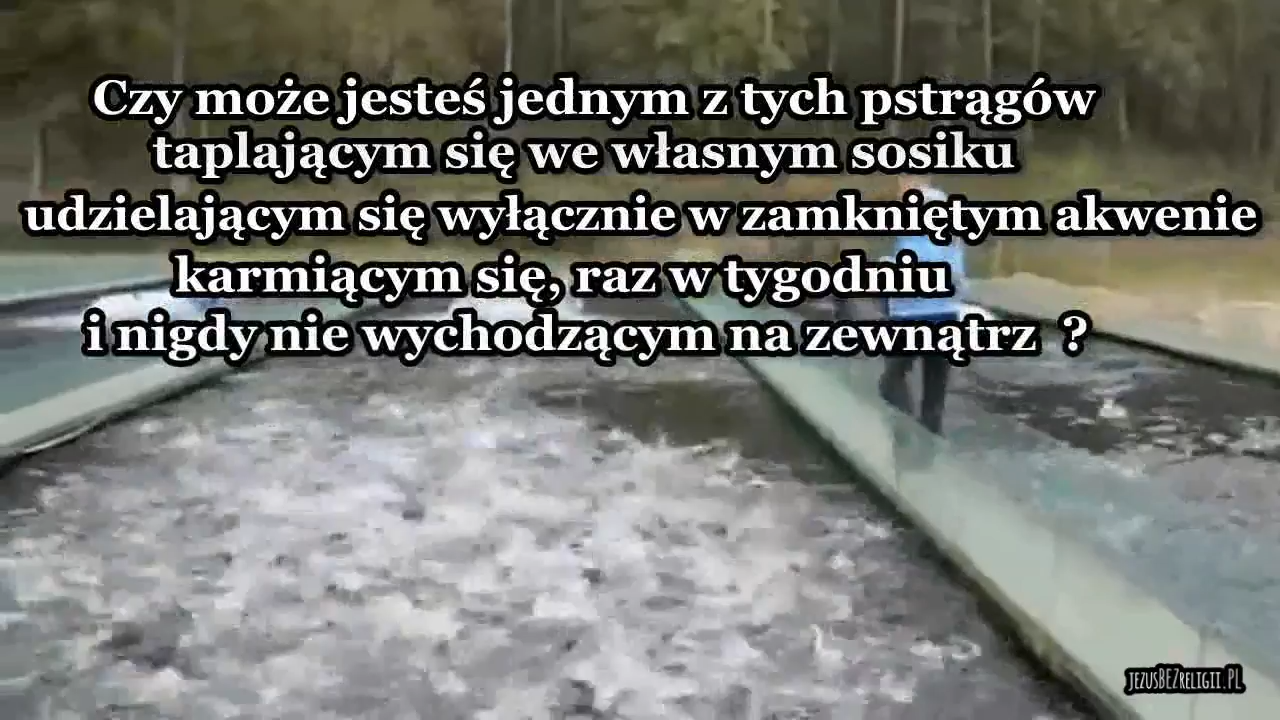 Czy może jesteś jednym z tych pstrągów
taplającym się we własnym sosiku
udzielającym się wyłącznie w zamkniętym akwenie
karmiącym się, raz w tygodniu
i nigdy nie wychodzącym na zewnątrz ?
jezusBEZreligii.pl